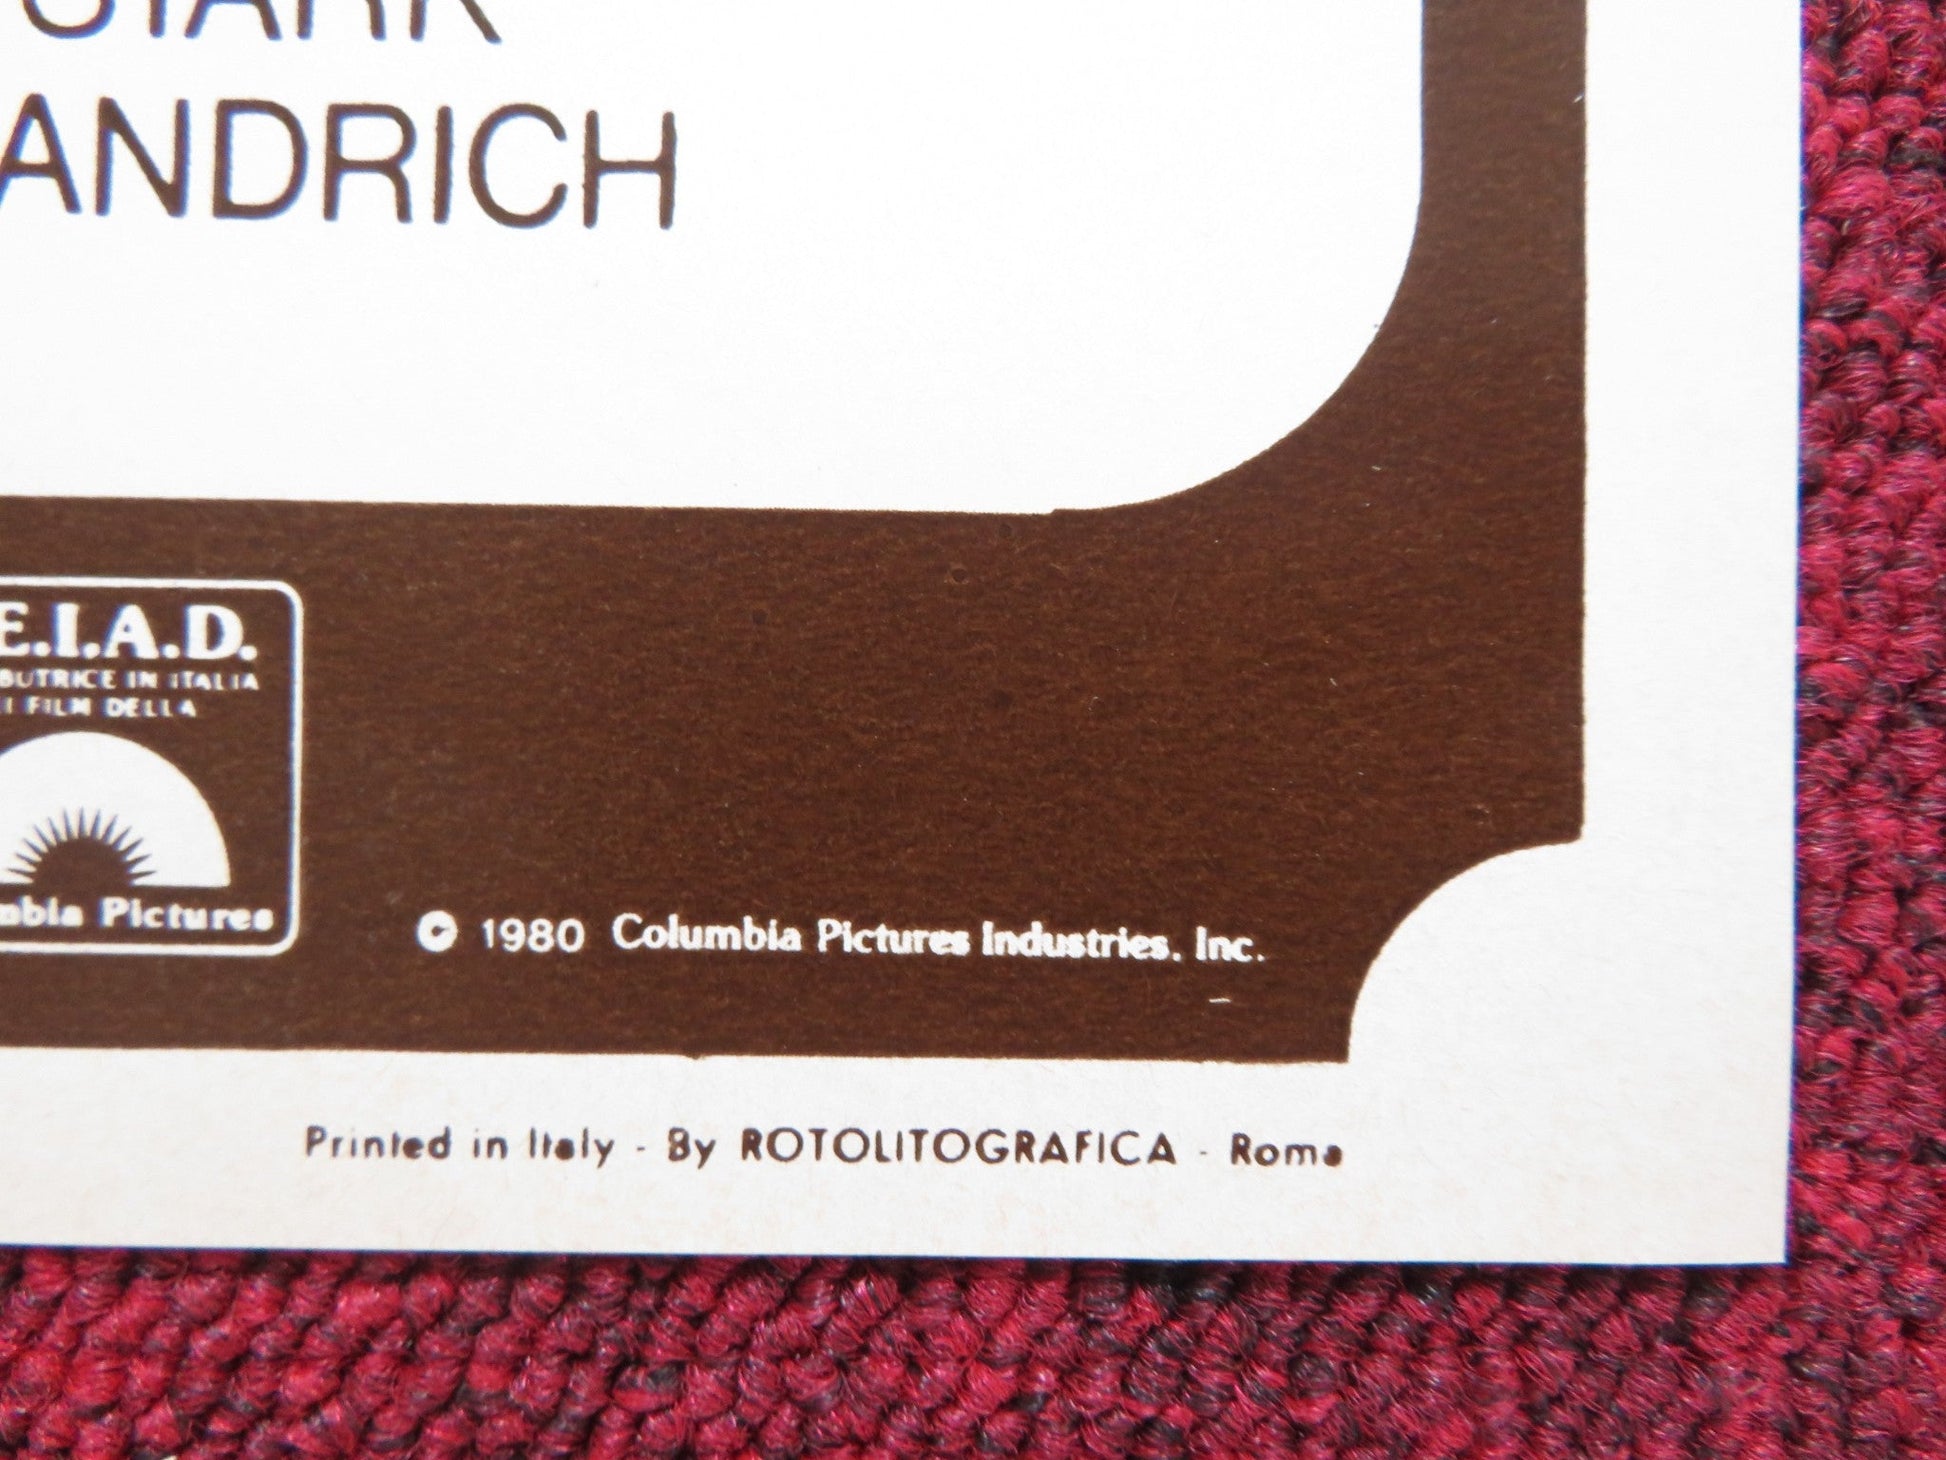 STARK
ANDRICH
E.I.A.D.
BUTRICE IN ITALIA
I FILM DELLA
mbia Pictures
© 1980 Columbia Pictures Industries, Inc.
Printed in Italy - By ROTOLITOGRAFICA - Roma